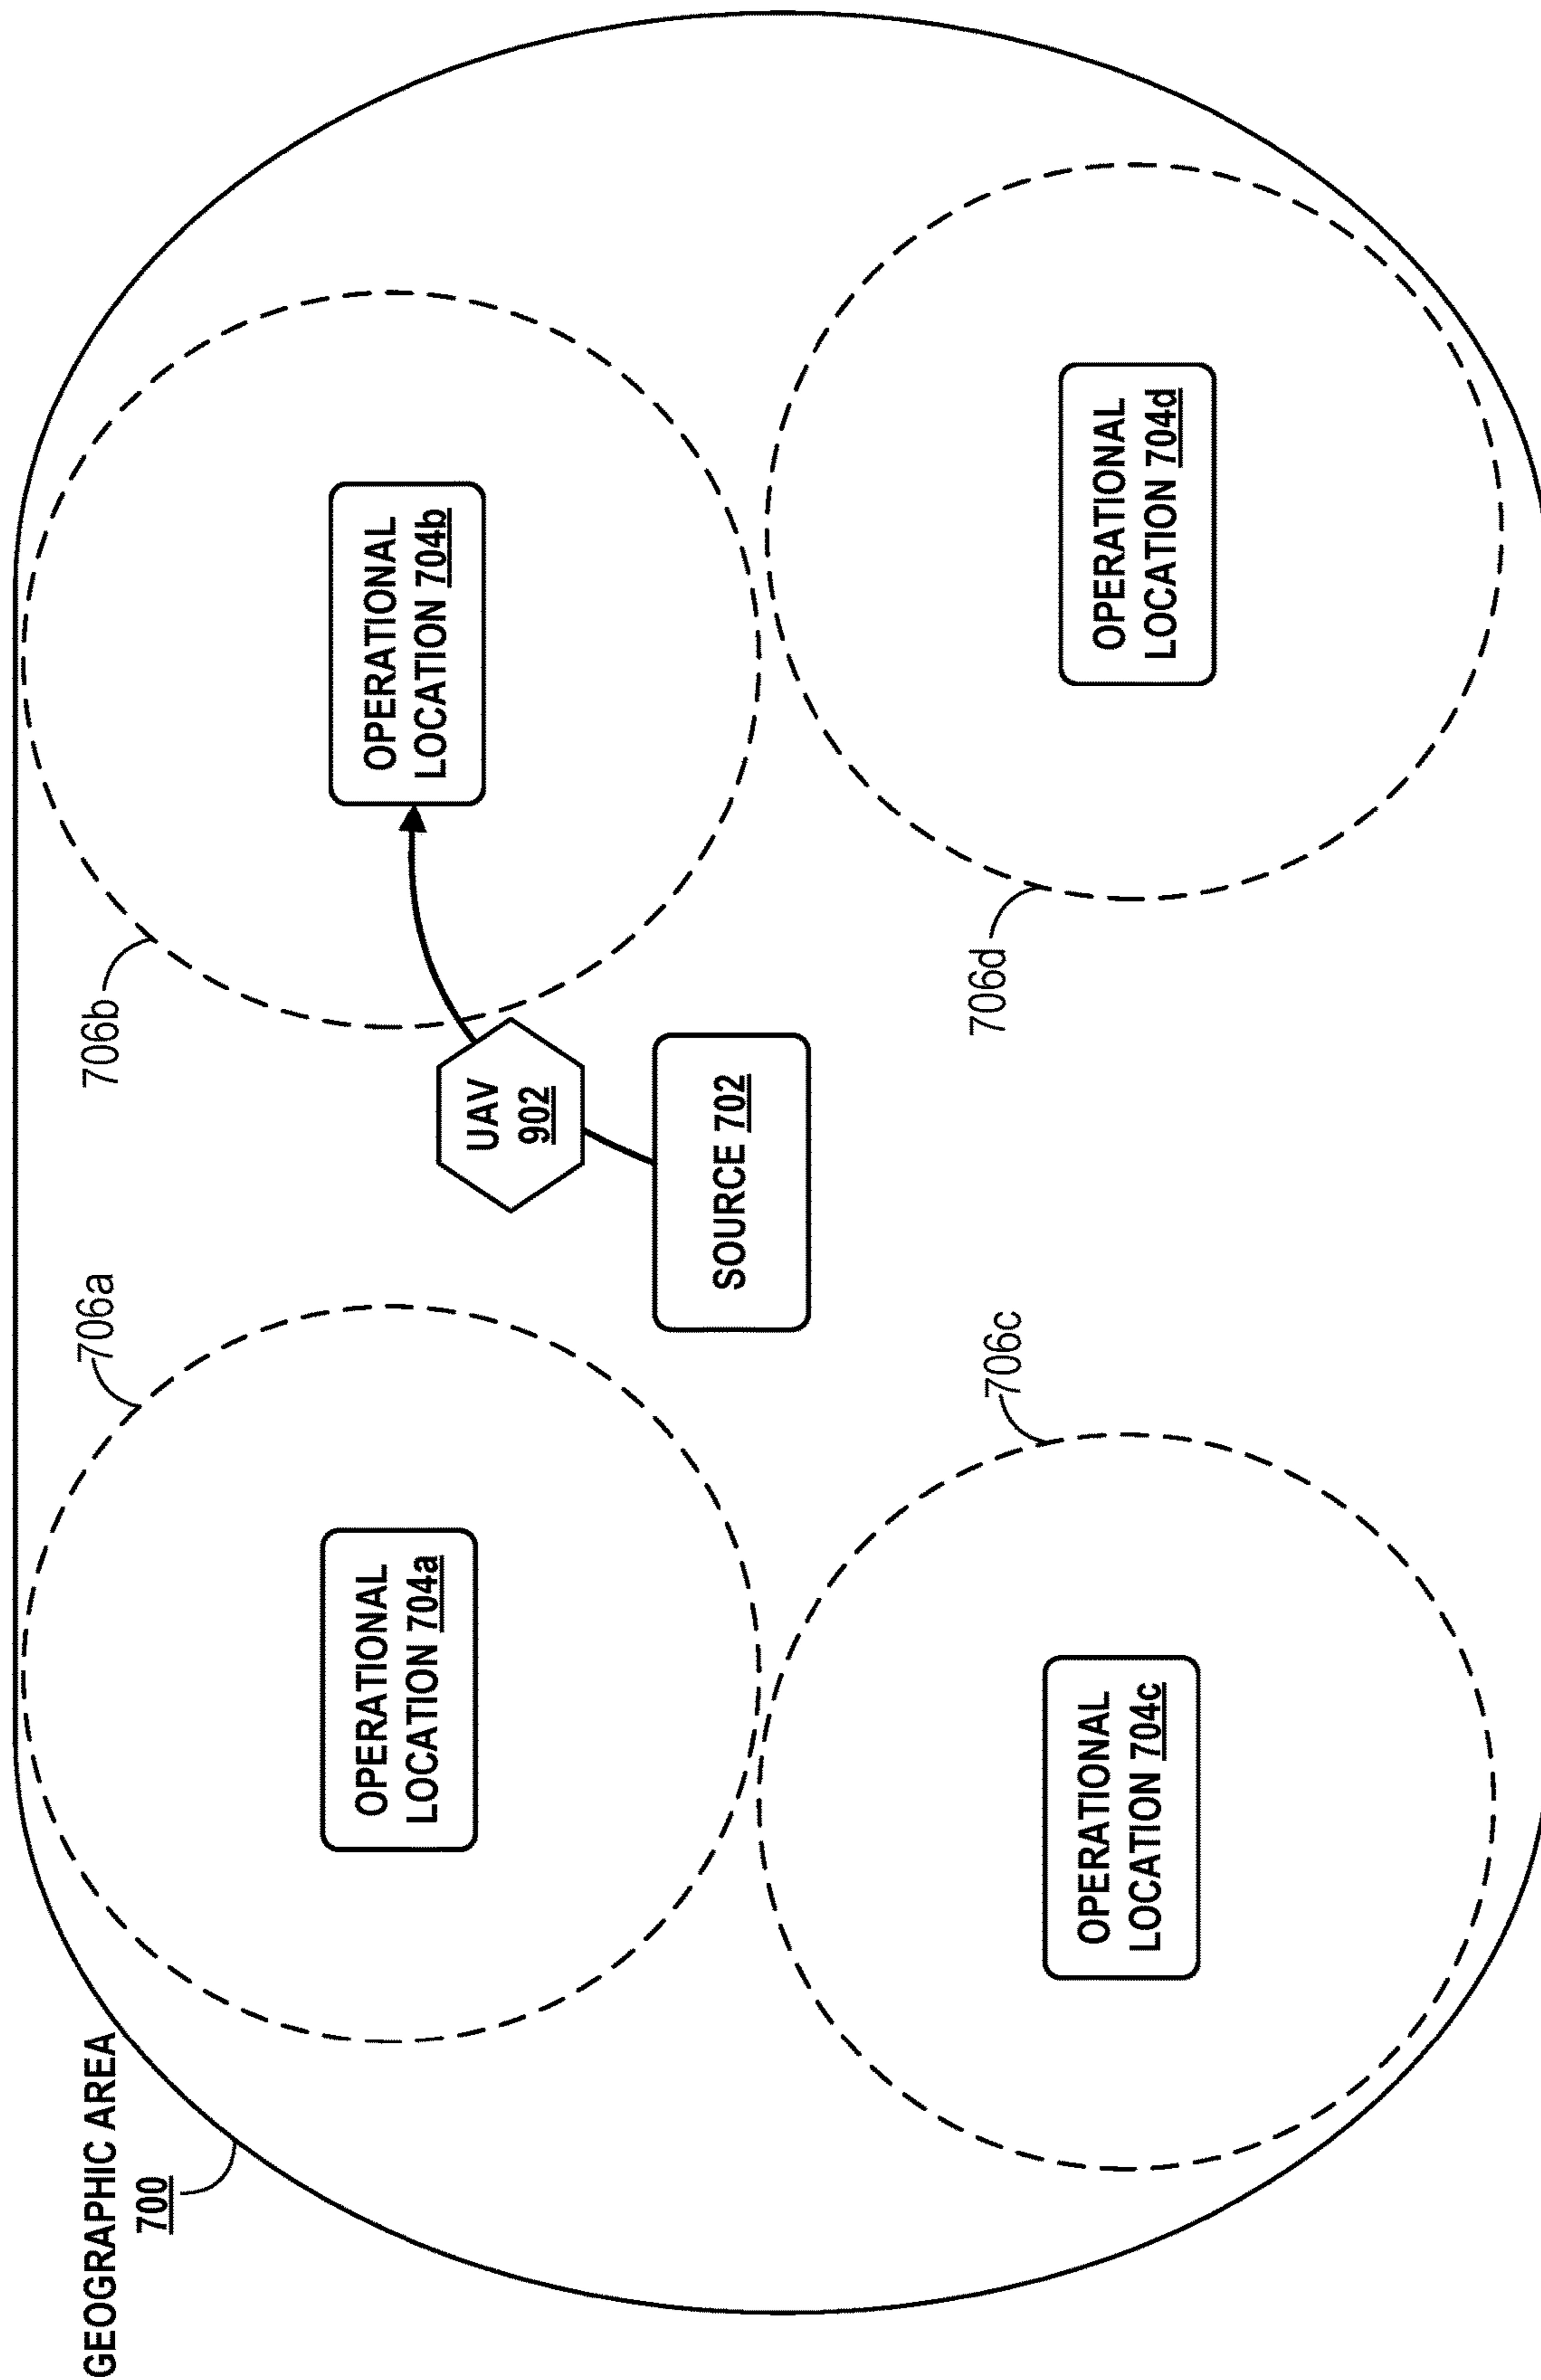 GEOGRAPHIC AREA
700
706a
706b
OPERATIONAL
LOCATION 704a
OPERATIONAL
LOCATION 704b
UAV
902
SOURCE 702
706c
706d
OPERATIONAL
LOCATION 704c
OPERATIONAL
LOCATION 704d